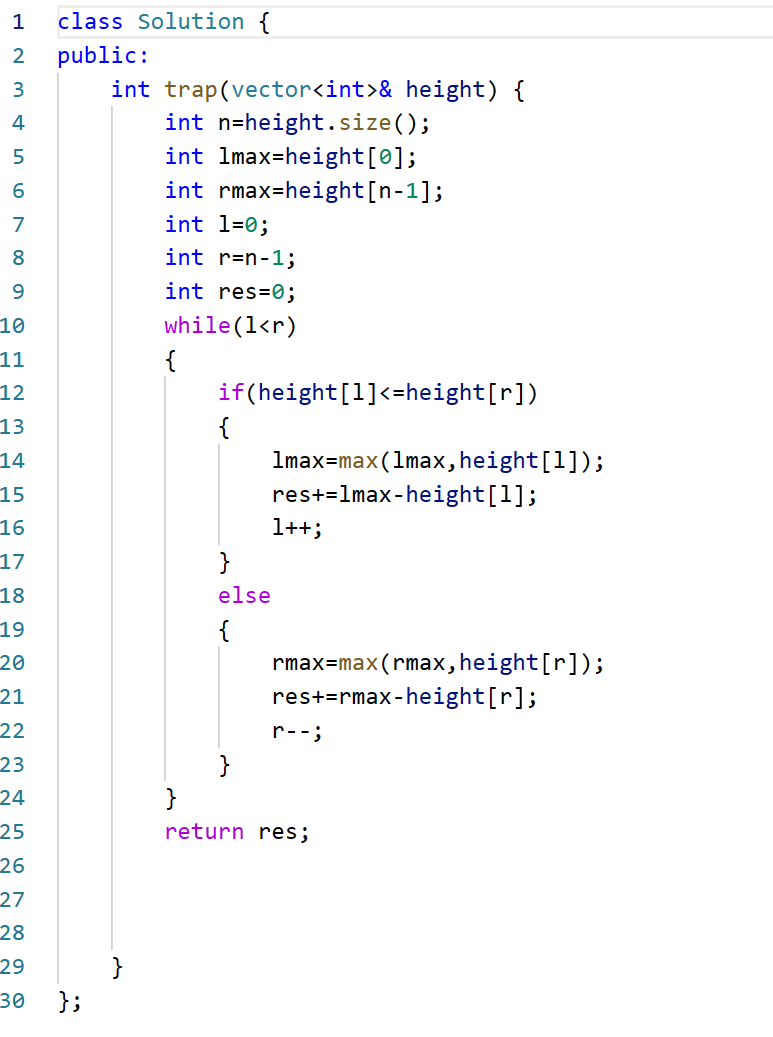 1 class Solution {
2 public:
3     int trap(vector<int>& height) {
4         int n=height.size();
5         int lmax=height[0];
6         int rmax=height[n-1];
7         int l=0;
8         int r=n-1;
9         int res=0;
10         while(l<r)
11         {
12             if(height[l]<=height[r])
13             {
14                 lmax=max(lmax,height[l]);
15                 res+=lmax-height[l];
16                 l++;
17             }
18             else
19             {
20                 rmax=max(rmax,height[r]);
21                 res+=rmax-height[r];
22                 r--;
23             }
24         }
25         return res;
26
27
28
29     }
30 };